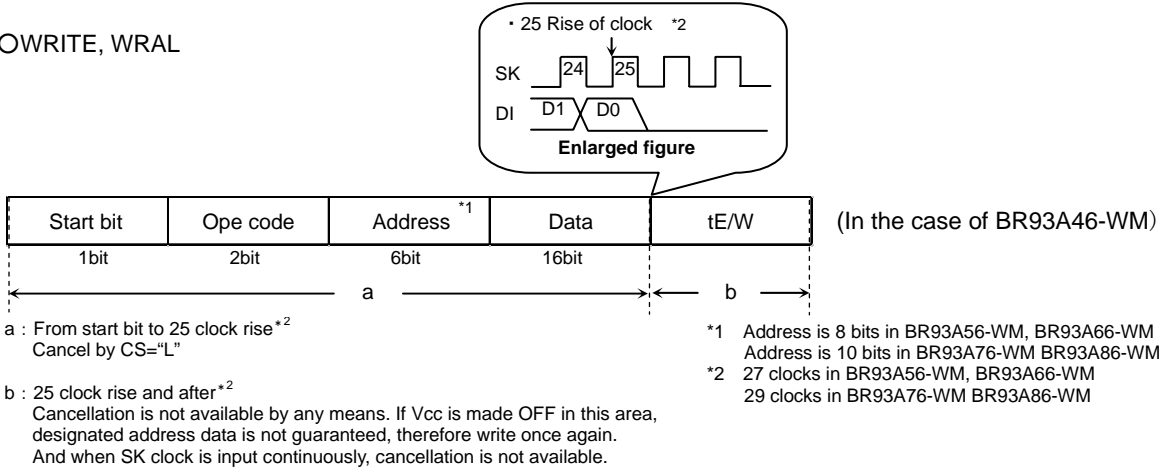 ・25 Rise of clock *2
○WRITE, WRAL
SK 24 25
DI D1 D0
Enlarged figure
Start bit Ope code Address *1 Data tE/W (In the case of BR93A46-WM)
1bit 2bit 6bit 16bit
a b
a : From start bit to 25 clock rise*2
Cancel by CS=“L”
b : 25 clock rise and after*2
Cancellation is not available by any means. If Vcc is made OFF in this area,
designated address data is not guaranteed, therefore write once again.
And when SK clock is input continuously, cancellation is not available.
*1 Address is 8 bits in BR93A56-WM, BR93A66-WM
Address is 10 bits in BR93A76-WM BR93A86-WM
*2 27 clocks in BR93A56-WM, BR93A66-WM
29 clocks in BR93A76-WM BR93A86-WM